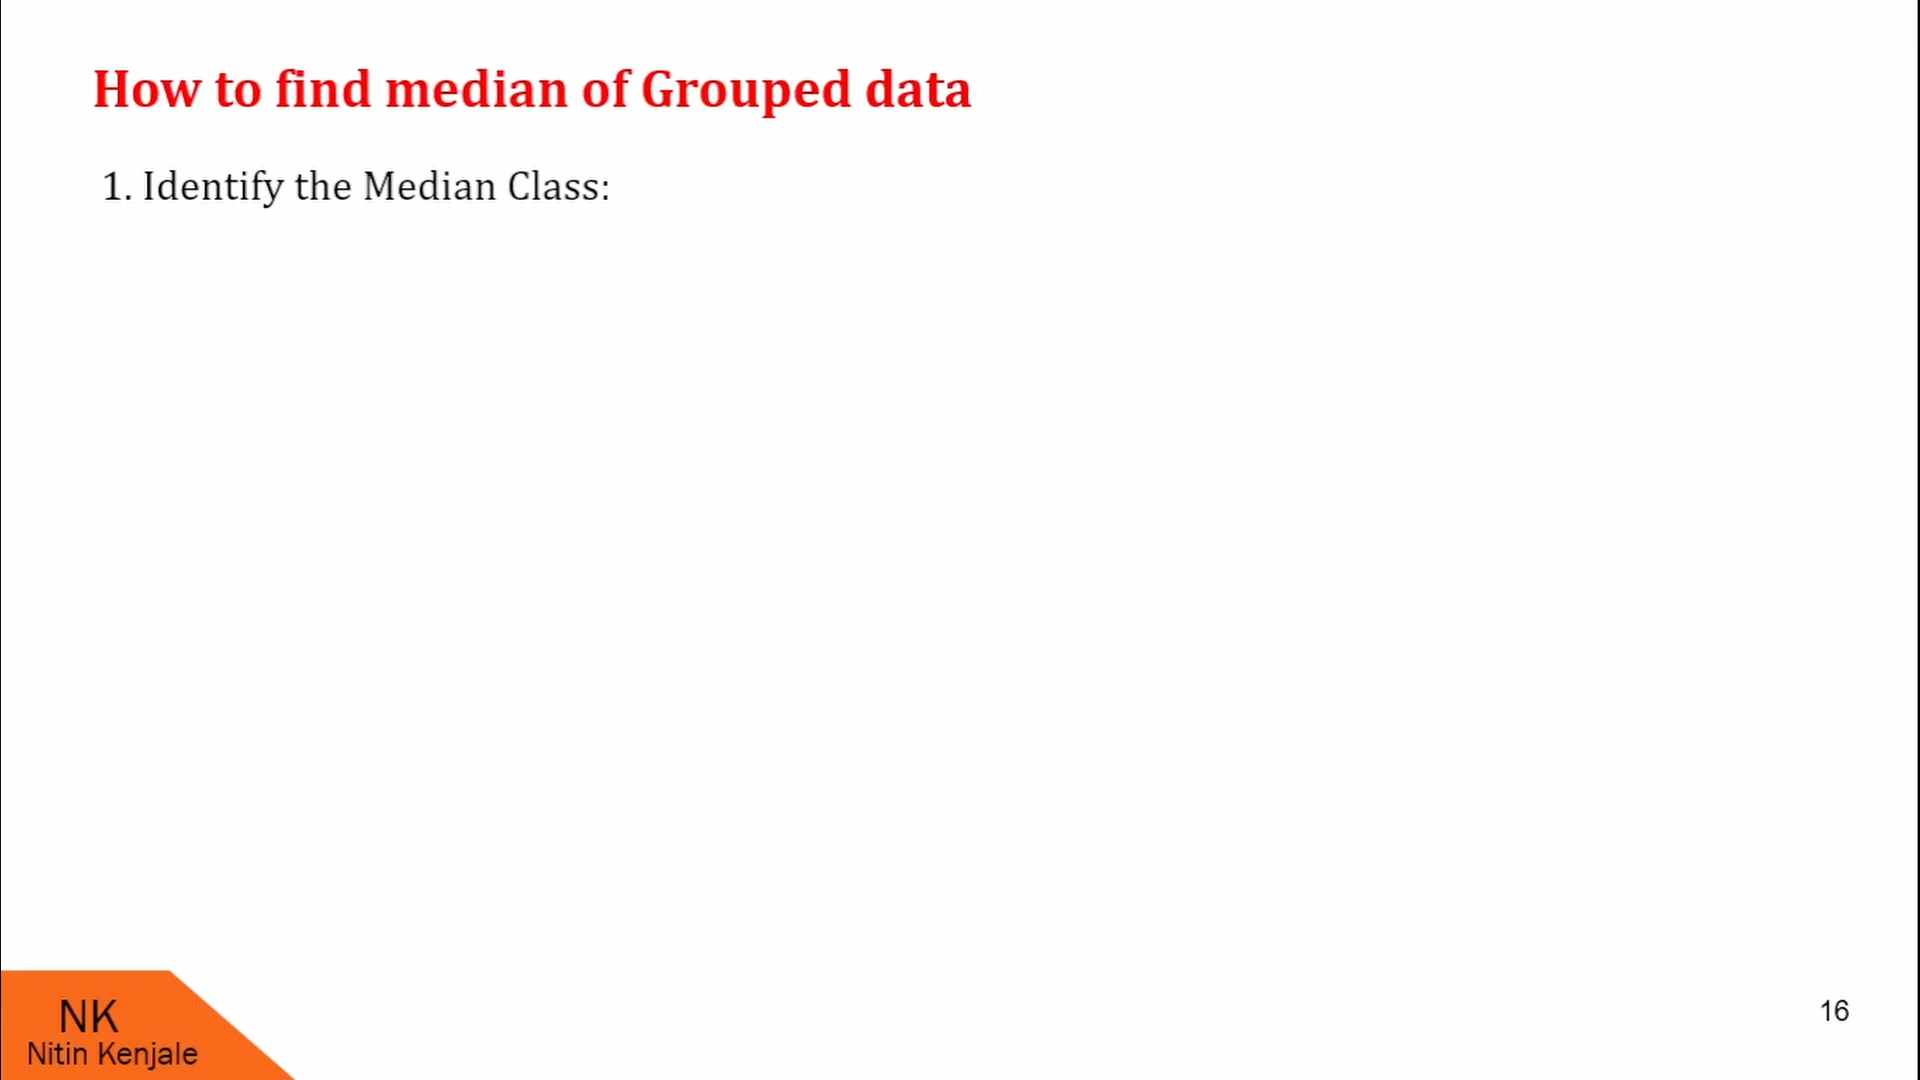 How to find median of Grouped data
1. Identify the Median Class:
NK
Nitin Kenjale
16